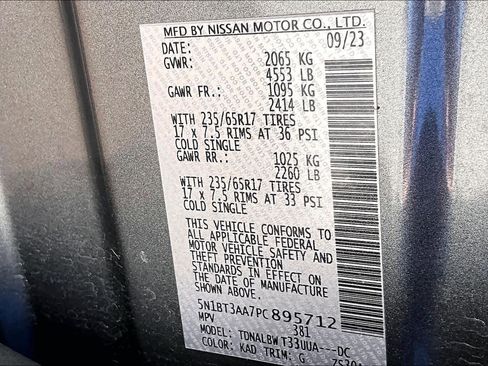 MFD BY NISSAN MOTOR CO., LTD.
DATE: 09/23
GVWR: 2065 KG
4553 LB
GAWR FR.: 1095 KG
2414 LB
WITH 235/65R17 TIRES
17 x 7.5 RIMS AT 36 PSI
COLD SINGLE
GAWR RR.: 1025 KG
2260 LB
WITH 235/65R17 TIRES
17 x 7.5 RIMS AT 33 PSI
COLD SINGLE
THIS VEHICLE CONFORMS TO
ALL APPLICABLE FEDERAL
MOTOR VEHICLE SAFETY AND
THEFT PREVENTION
STANDARDS IN EFFECT ON
THE DATE OF MANUFACTURE
SHOWN ABOVE.
5N1BT3AA7PC895712
MPV 381
MODEL: TDNALBWT33UUA---DC
COLOR: KAD TRIM: G